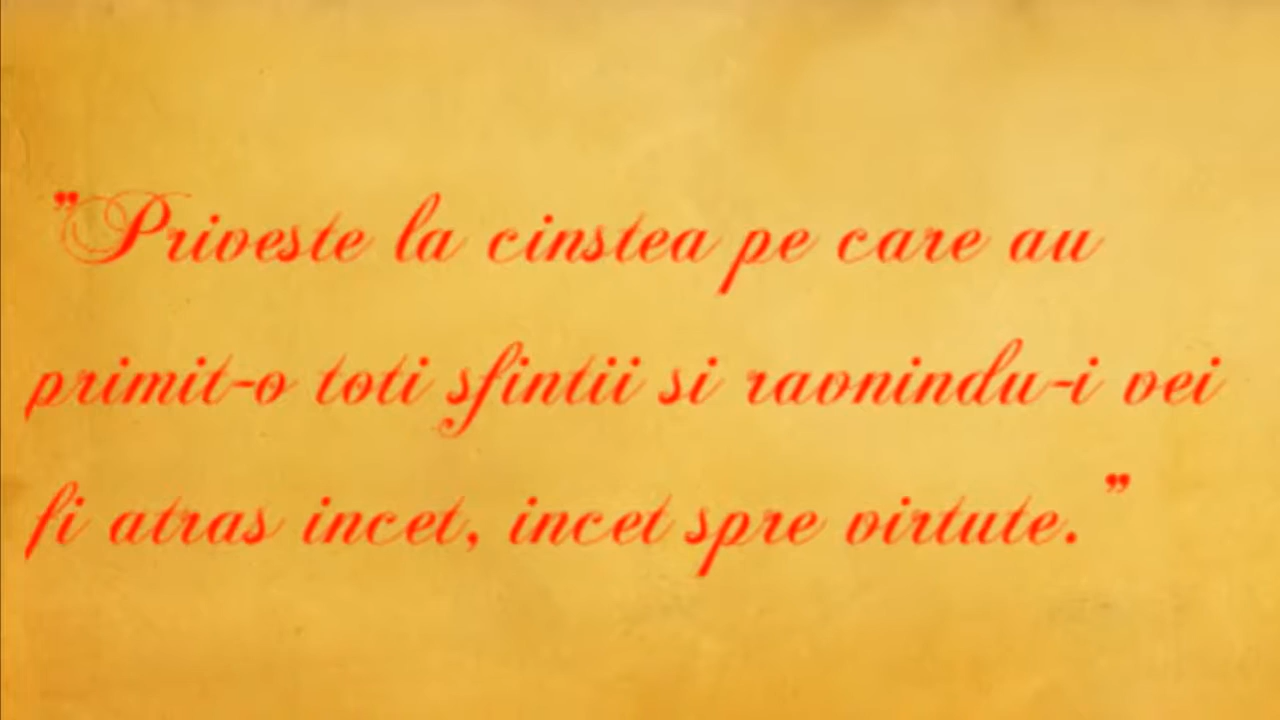 "Priveste la cinstea pe care au
primit-o toti sfintii si ravnindu-i vei
fi atras incet, incet spre virtute."